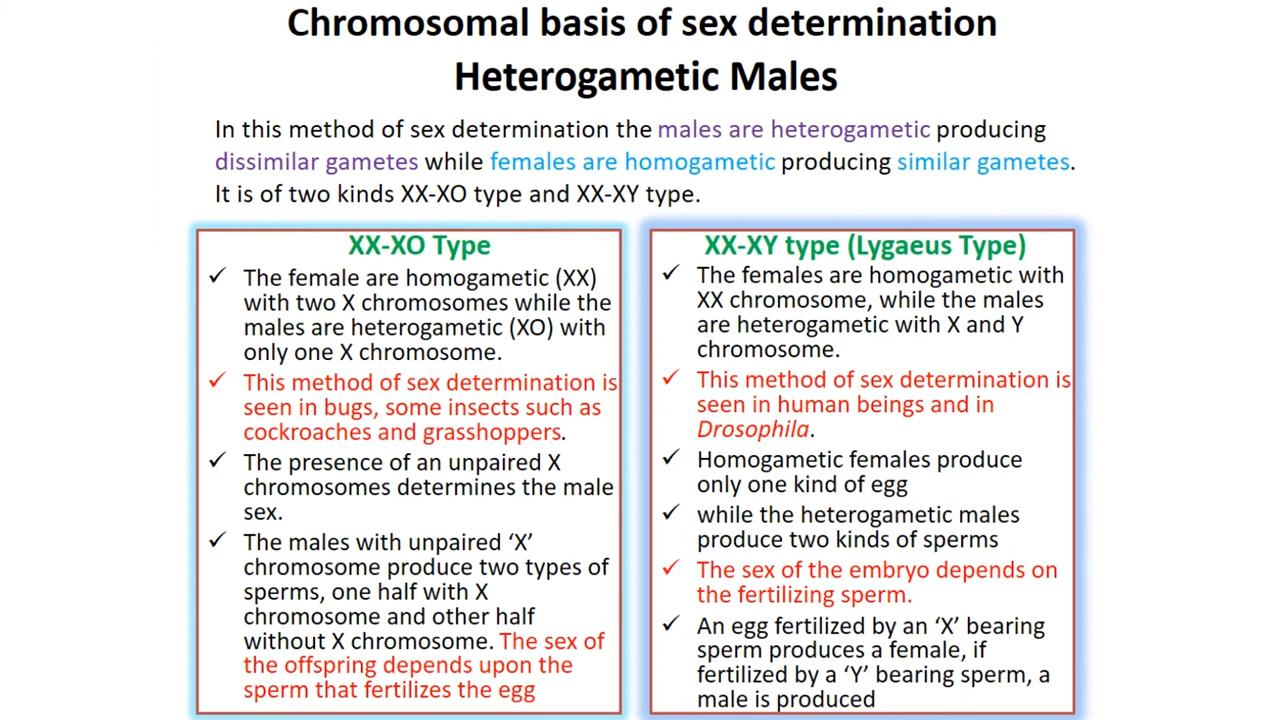 Chromosomal basis of sex determination
Heterogametic Males
In this method of sex determination the males are heterogametic producing
dissimilar gametes while females are homogametic producing similar gametes.
It is of two kinds XX-XO type and XX-XY type.
XX-XO Type
✓ The female are homogametic (XX)
with two X chromosomes while the
males are heterogametic (XO) with
only one X chromosome.
✓ This method of sex determination is
seen in bugs, some insects such as
cockroaches and grasshoppers.
✓ The presence of an unpaired X
chromosomes determines the male
sex.
✓ The males with unpaired ‘X’
chromosome produce two types of
sperms, one half with X
chromosome and other half
without X chromosome. The sex of
the offspring depends upon the
sperm that fertilizes the egg
XX-XY type (Lygaeus Type)
✓ The females are homogametic with
XX chromosome, while the males
are heterogametic with X and Y
chromosome.
✓ This method of sex determination is
seen in human beings and in
Drosophila.
✓ Homogametic females produce
only one kind of egg
✓ while the heterogametic males
produce two kinds of sperms
✓ The sex of the embryo depends on
the fertilizing sperm.
✓ An egg fertilized by an ‘X’ bearing
sperm produces a female, if
fertilized by a ‘Y’ bearing sperm, a
male is produced